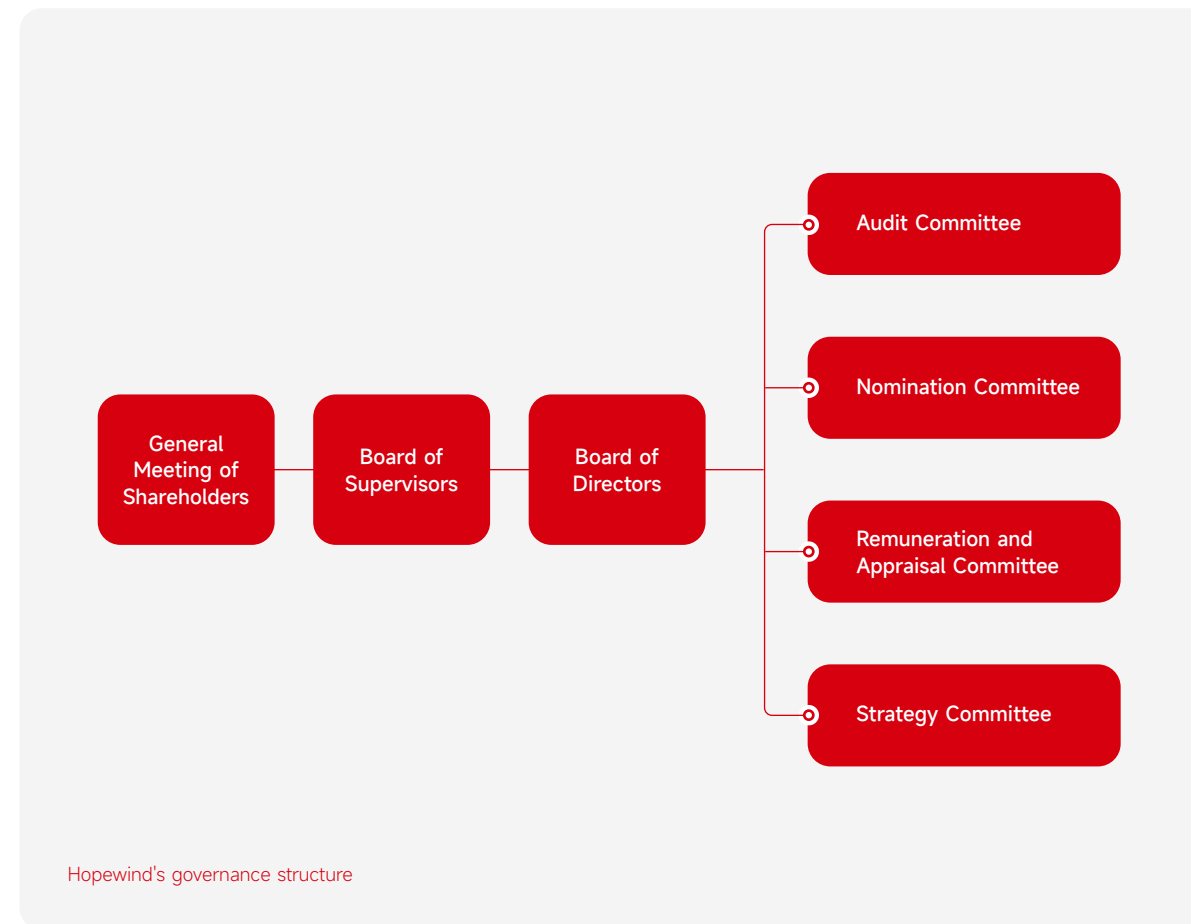 General
Meeting of
Shareholders
Board of
Supervisors
Board of
Directors
Audit Committee
Nomination Committee
Remuneration and
Appraisal Committee
Strategy Committee
Hopewind's governance structure